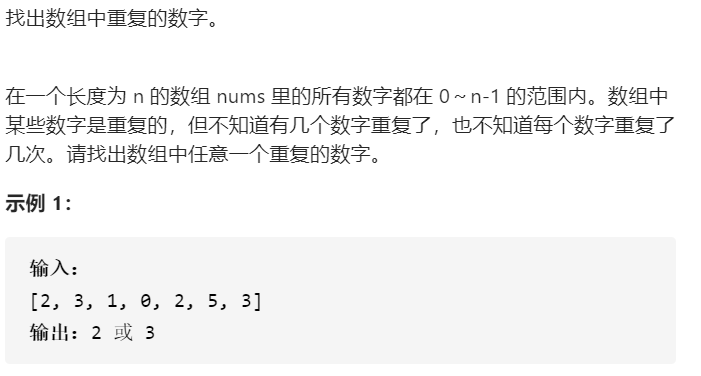 找出数组中重复的数字。
在一个长度为 n 的数组 nums 里的所有数字都在 0～n-1 的范围内。数组中
某些数字是重复的，但不知道有几个数字重复了，也不知道每个数字重复了
几次。请找出数组中任意一个重复的数字。
示例 1：
输入：
[2, 3, 1, 0, 2, 5, 3]
输出：2 或 3